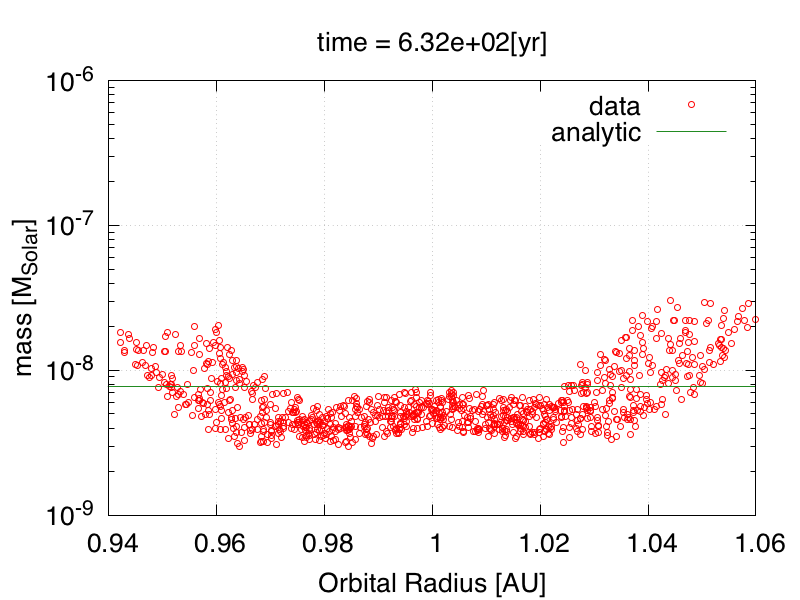 time = 6.32e+02[yr]
10^-6
data
analytic
10^-7
mass [M_Solar]
10^-8
10^-9
0.94 0.96 0.98 1 1.02 1.04 1.06
Orbital Radius [AU]